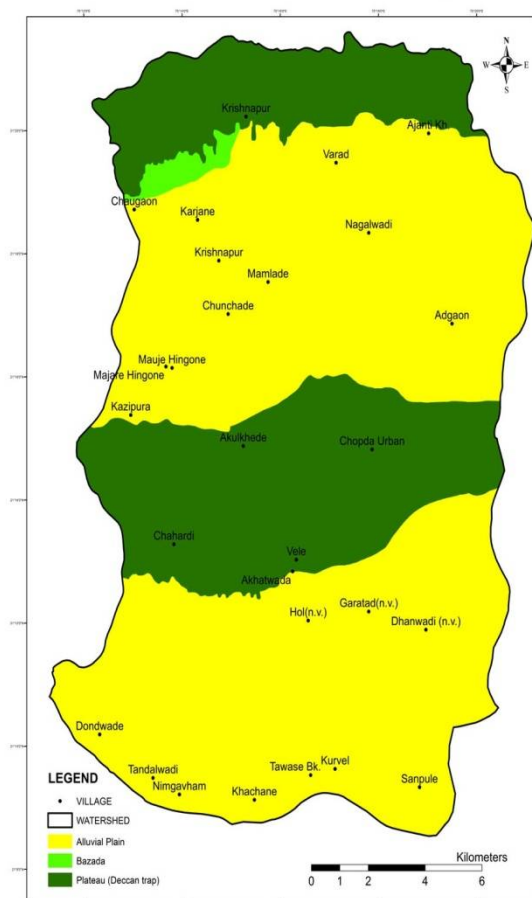 N
W E
S
Krishnapur
Ajanti Kh.
Varad
Chaugaon
Karjane
Nagalwadi
Krishnapur
Mamlade
Chunchade
Adgaon
Mauje Hingone
Majare Hingone
Kazipura
Akulkhede
Chopda Urban
Chahardi
Vele
Akhatwada
Hol(n.v.)
Garatad(n.v.)
Dhanwadi (n.v.)
Dondwade
Tandalwadi
Nimgavham
Khachane
Tawase Bk.
Kurvel
Sanpule
LEGEND
VILLAGE
WATERSHED
Alluvial Plain
Bazada
Plateau (Deccan trap)
Kilometers
0 1 2 4 6